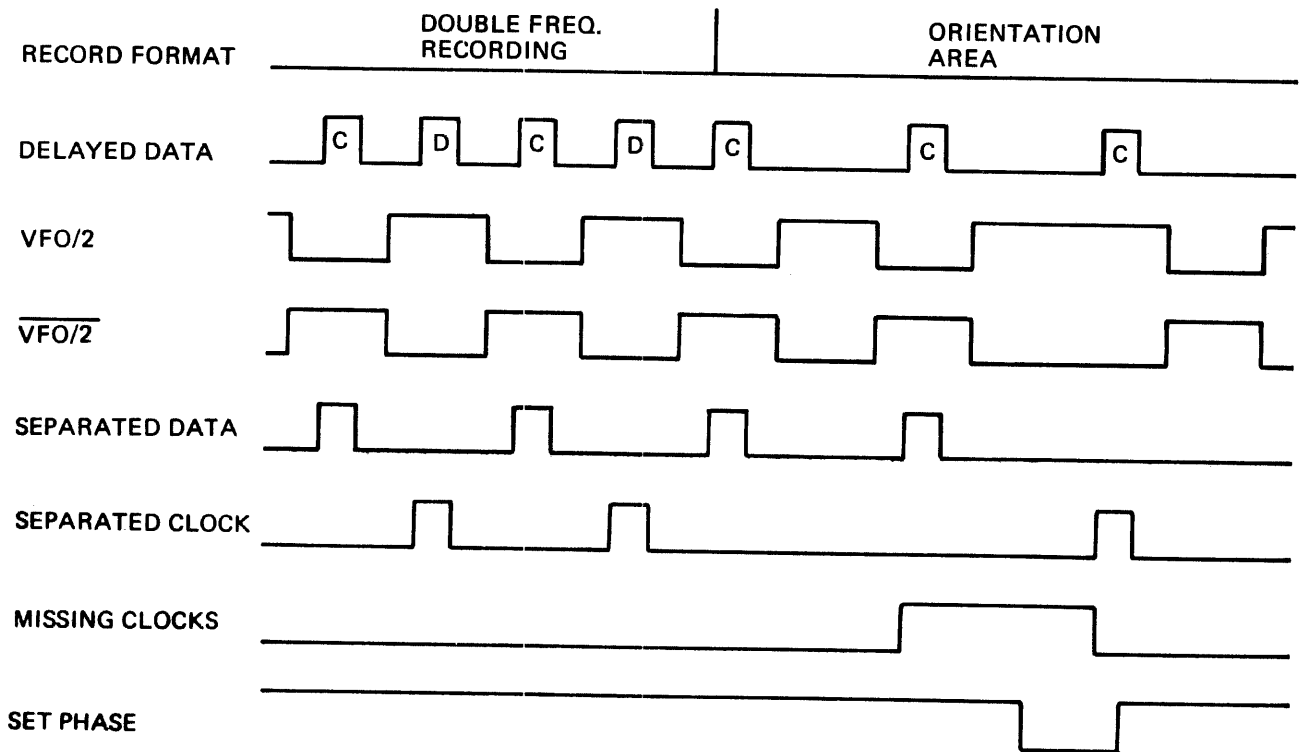 RECORD FORMAT
DOUBLE FREQ.
RECORDING
ORIENTATION
AREA
DELAYED DATA
C D C D C C C
VFO/2
V̅F̅O̅/̅2̅
SEPARATED DATA
SEPARATED CLOCK
MISSING CLOCKS
SET PHASE